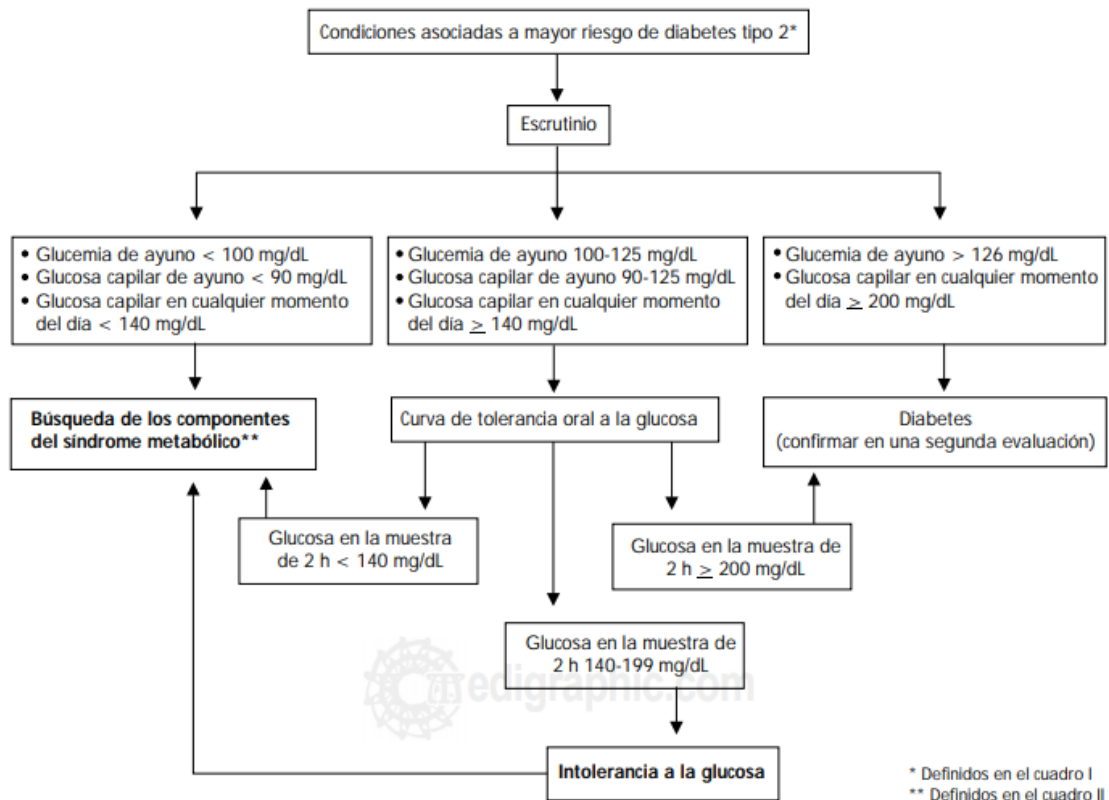 Condiciones asociadas a mayor riesgo de diabetes tipo 2*
Escrutinio
• Glucemia de ayuno < 100 mg/dL
• Glucosa capilar de ayuno < 90 mg/dL
• Glucosa capilar en cualquier momento
del día < 140 mg/dL
• Glucemia de ayuno 100-125 mg/dL
• Glucosa capilar de ayuno 90-125 mg/dL
• Glucosa capilar en cualquier momento
del día ≥ 140 mg/dL
• Glucemia de ayuno > 126 mg/dL
• Glucosa capilar en cualquier momento
del día ≥ 200 mg/dL
Búsqueda de los componentes
del síndrome metabólico**
Curva de tolerancia oral a la glucosa
Diabetes
(confirmar en una segunda evaluación)
Glucosa en la muestra
de 2 h < 140 mg/dL
Glucosa en la muestra de
2 h ≥ 200 mg/dL
Glucosa en la muestra de
2 h 140-199 mg/dL
medigraphic.com
Intolerancia a la glucosa
* Definidos en el cuadro I
** Definidos en el cuadro II